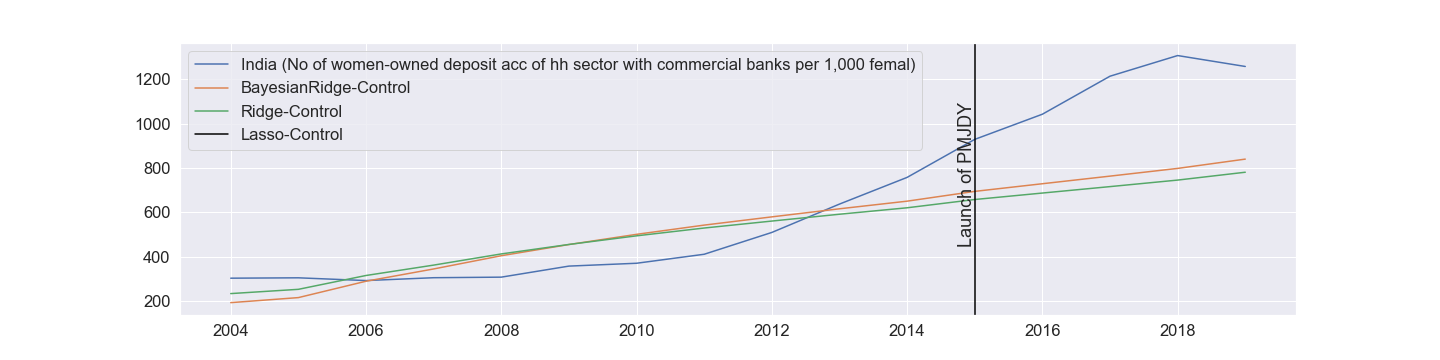 India (No of women-owned deposit acc of hh sector with commercial banks per 1,000 femal)
BayesianRidge-Control
Ridge-Control
Lasso-Control
Launch of PMJDY
1200
1000
800
600
400
200
2004 2006 2008 2010 2012 2014 2016 2018